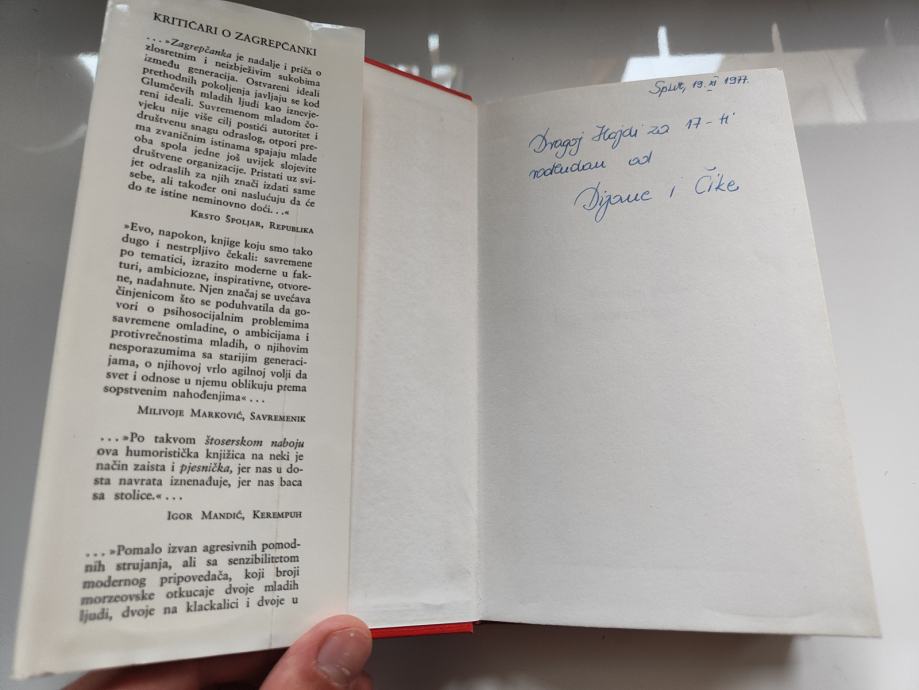 KRITIČARI O ZAGREPČANKI
...»Zagrepčanka je nadalje i priča o
zlosretnim i neizbježivim sukobima
između generacija. Ostvareni ideali
prethodnih pokoljenja javljaju se kod
Glumčevih mladih ljudi kao iznevje-
reni ideali. Suvremenom mladom čo-
vjeku nije više cilj postići autoritet i
društvenu snagu odraslog, otpori pre-
ma zvaničnim istinama spajaju mlade
oba spola jedne još uvijek slojevite
društvene organizacije. Pristati uz svi-
jet odraslih za njih znači izdati same
sebe, ali također oni naslućuju da će
do te istine neminovno doći...«
KRSTO ŠPOLJAR, REPUBLIKA
»Evo, napokon, knjige koju smo tako
dugo i nestrpljivo čekali: savremene
po tematici, izrazito moderne u fak-
turi, ambiciozne, inspirativne, otvore-
ne, nadahnute. Njen značaj se uvećava
činjenicom što se poduhvatila da go-
vori o psihosocijalnim problemima
savremene omladine, o ambicijama i
protivrečnostima mladih, o njihovim
nesporazumima sa starijim generaci-
jama, o njihovoj vrlo agilnoj volji da
svet i odnose u njemu oblikuju prema
sopstvenim nahođenjima«...
MILIVOJE MARKOVIĆ, SAVREMENIK
...»Po takvom štoserskom naboju
ova humoristička knjižica na neki je
način zaista i pjesnička, jer nas u do-
sta navrata iznenađuje, jer nas baca
sa stolice.«...
IGOR MANDIĆ, KEREMPUH
...»Pomalo izvan agresivnih pomod-
nih strujanja, ali sa senzibilitetom
modernog pripovedača, koji broji
morzeovske otkucaje dvoje mladih
ljudi, dvoje na klackalici i dvoje u
Split, 19. XI 1977.
Dragoj Hajdi za 17-ti
rođendan od
Dijane i Čike